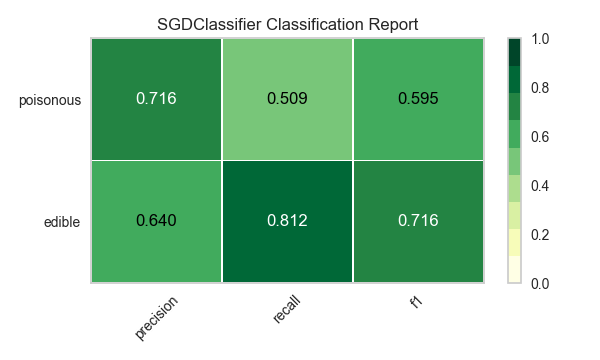 SGDClassifier Classification Report
poisonous 0.716 0.509 0.595
edible 0.640 0.812 0.716
precision recall f1
1.0
0.8
0.6
0.4
0.2
0.0